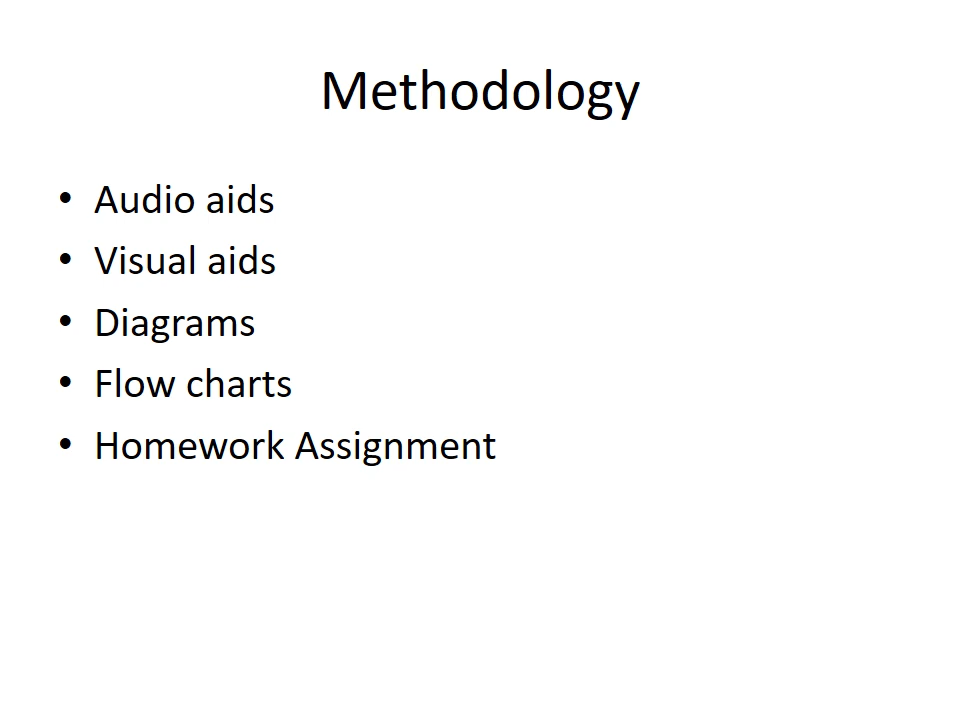 Methodology
• Audio aids
• Visual aids
• Diagrams
• Flow charts
• Homework Assignment